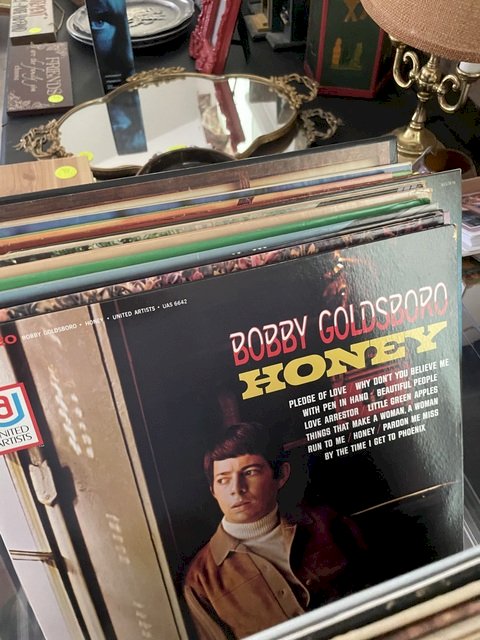 FRIENDS
BOBBY GOLDSBORO • HONEY • UNITED ARTISTS • UAS 6642
BOBBY GOLDSBORO
HONEY
PLEDGE OF LOVE / WHY DON'T YOU BELIEVE ME
WITH PEN IN HAND / BEAUTIFUL PEOPLE
LOVE ARRESTOR / LITTLE GREEN APPLES
THINGS THAT MAKE A WOMAN, A WOMAN
RUN TO ME / HONEY / PARDON ME MISS
BY THE TIME I GET TO PHOENIX
UNITED
ARTISTS